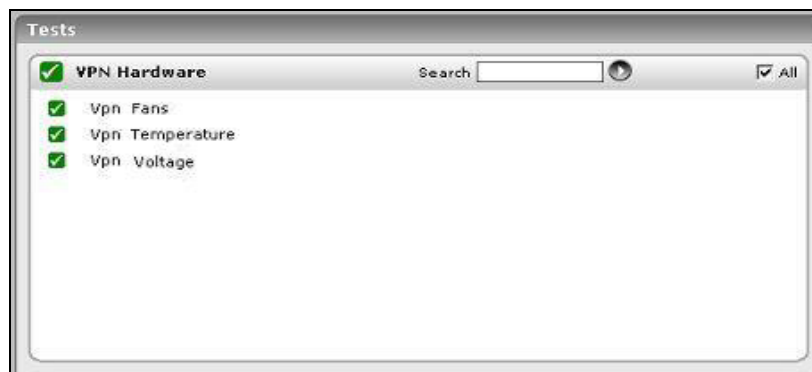 Tests
VPN Hardware Search All
Vpn Fans
Vpn Temperature
Vpn Voltage